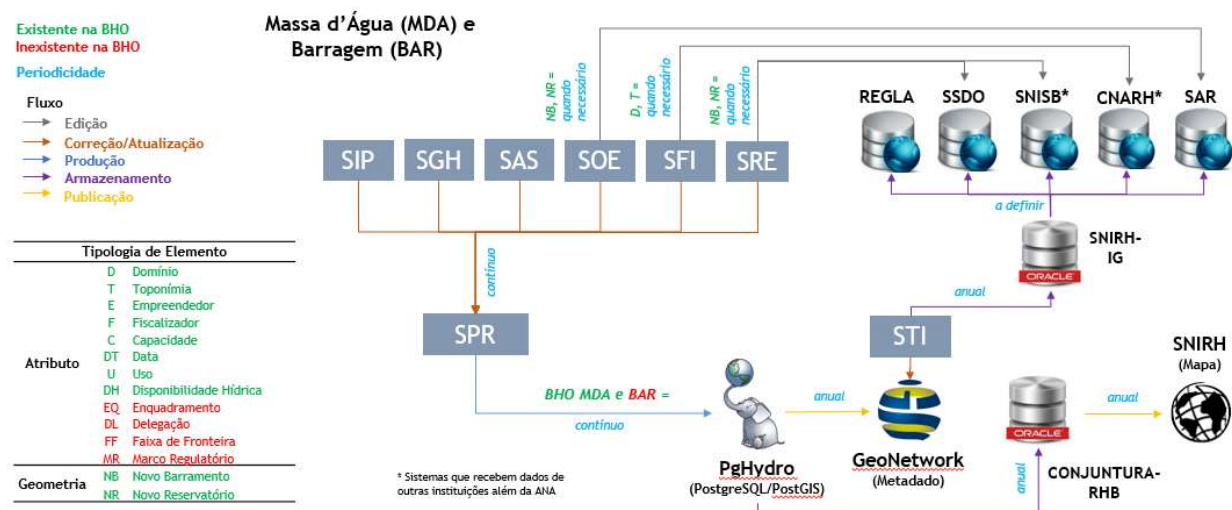 Massa d'Água (MDA) e
Barragem (BAR)
Existente na BHO
Inexistente na BHO
Periodicidade
Fluxo
Edição
Correção/Atualização
Produção
Armazenamento
Publicação
NB, NR =
quando
necessário
D, T =
quando
necessário
NB, NR =
quando
necessário
REGLA
SSDO
SNISB*
CNARH*
SAR
SIP
SGH
SAS
SOE
SFI
SRE
a definir
SNIRH-
IG
ORACLE
contínuo
anual
SPR
STI
Tipologia de Elemento
Atributo
D Domínio
T Toponímia
E Empreendedor
F Fiscalizador
C Capacidade
DT Data
U Uso
DH Disponibilidade Hídrica
EQ Enquadramento
DL Delegação
FF Faixa de Fronteira
MR Marco Regulatório
Geometria
NB Novo Barramento
NR Novo Reservatório
BHO MDA e BAR =
contínuo
anual
anual
SNIRH
(Mapa)
ORACLE
PgHydro
(PostgreSQL/PostGIS)
GeoNetwork
(Metadado)
anual
CONJUNTURA-
RHB
* Sistemas que recebem dados de
outras instituições além da ANA